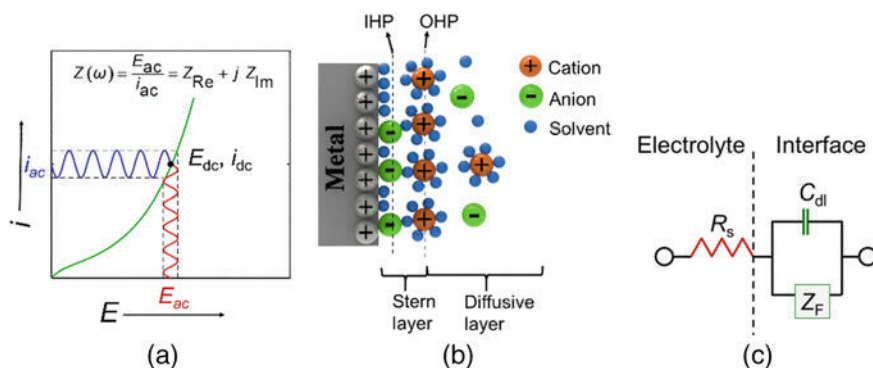 Z(ω) = E_ac / i_ac = Z_Re + j Z_Im
E_dc, i_dc
i_ac
i
E_ac
E
(a)
IHP OHP
Metal
+ + + + + + +
+ + + + +
- - - - -
Cation
Anion
Solvent
Stern
layer
Diffusive
layer
(b)
Electrolyte Interface
C_dl
R_s
Z_F
(c)